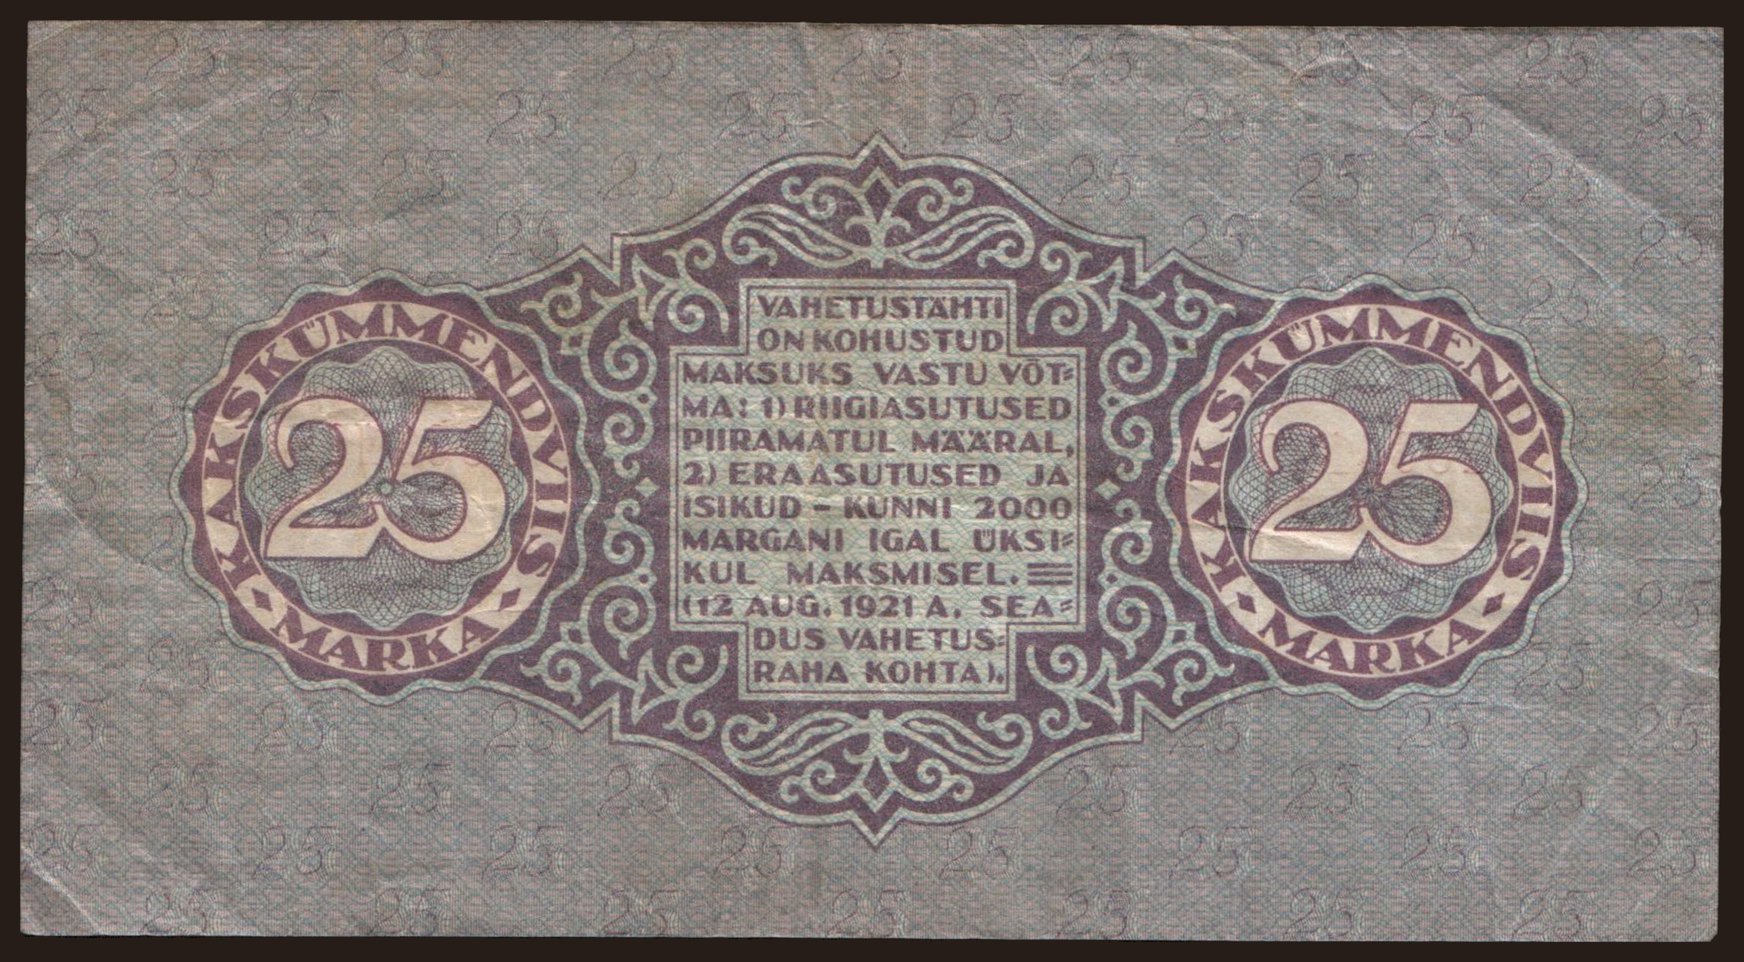 KAKSKÜMMENDVIIS
25
MARKA
VAHETUSTÄHTI
ON KOHUSTUD
MAKSUKS VASTU VÕT=
MA: 1) RIIGIASUTUSED
PIIRAMATUL MÄÄRAL,
2) ERAASUTUSED JA
ISIKUD – KUNNI 2000
MARGANI IGAL ÜKSI=
KUL MAKSMISEL.
(12 AUG. 1921 A. SEA=
DUS VAHETUS=
RAHA KOHTA).
KAKSKÜMMENDVIIS
25
MARKA